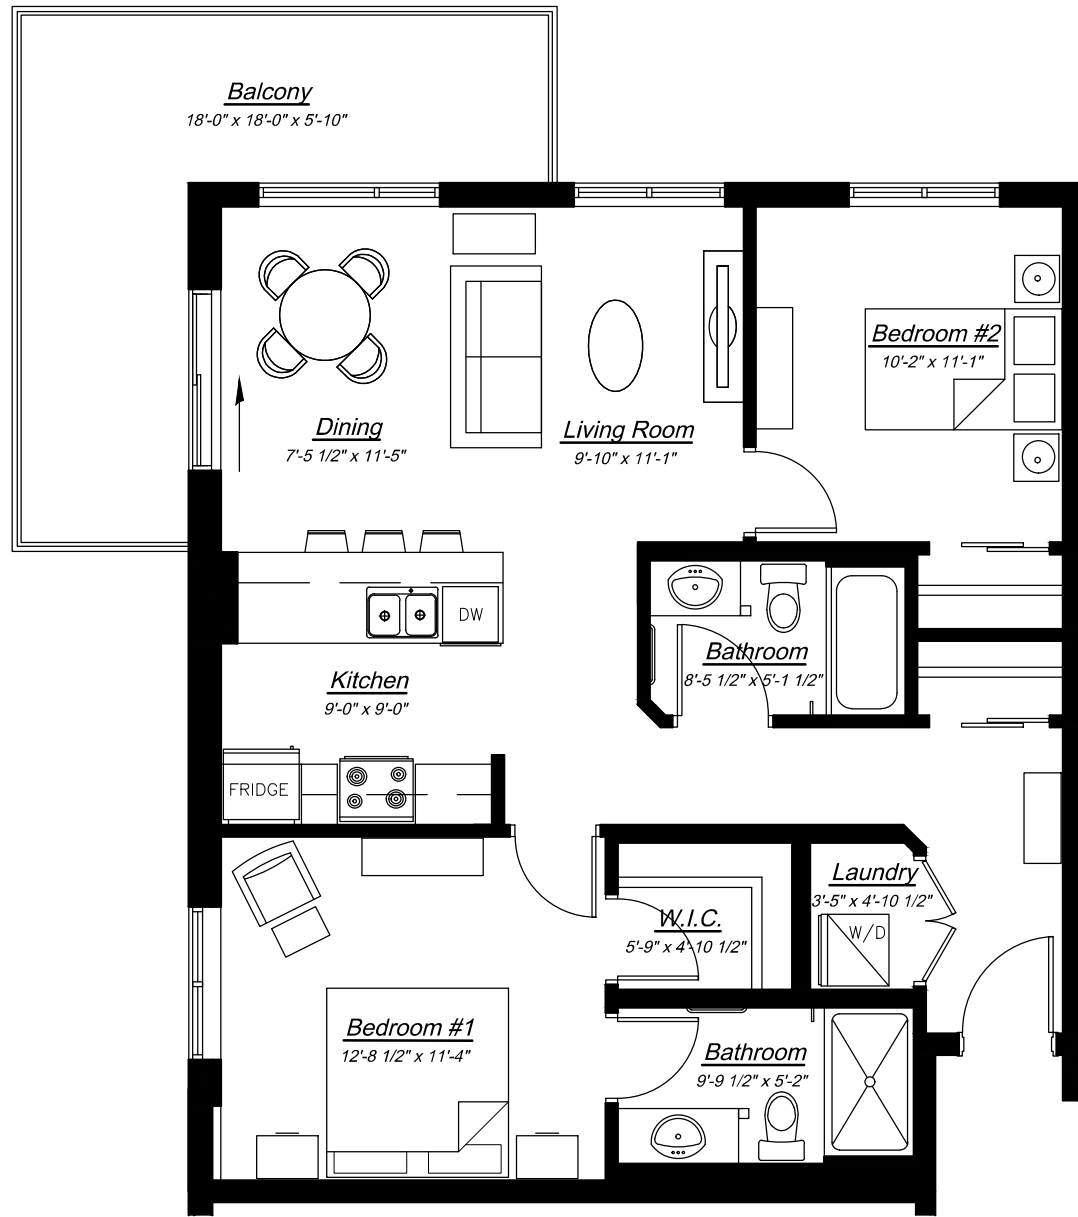 Balcony
18'-0" x 18'-0" x 5'-10"
Bedroom #2
10'-2" x 11'-1"
Dining
7'-5 1/2" x 11'-5"
Living Room
9'-10" x 11'-1"
DW
Bathroom
8'-5 1/2" x 5'-1 1/2"
Kitchen
9'-0" x 9'-0"
FRIDGE
Laundry
3'-5" x 4'-10 1/2"
W/D
W.I.C.
5'-9" x 4'-10 1/2"
Bedroom #1
12'-8 1/2" x 11'-4"
Bathroom
9'-9 1/2" x 5'-2"